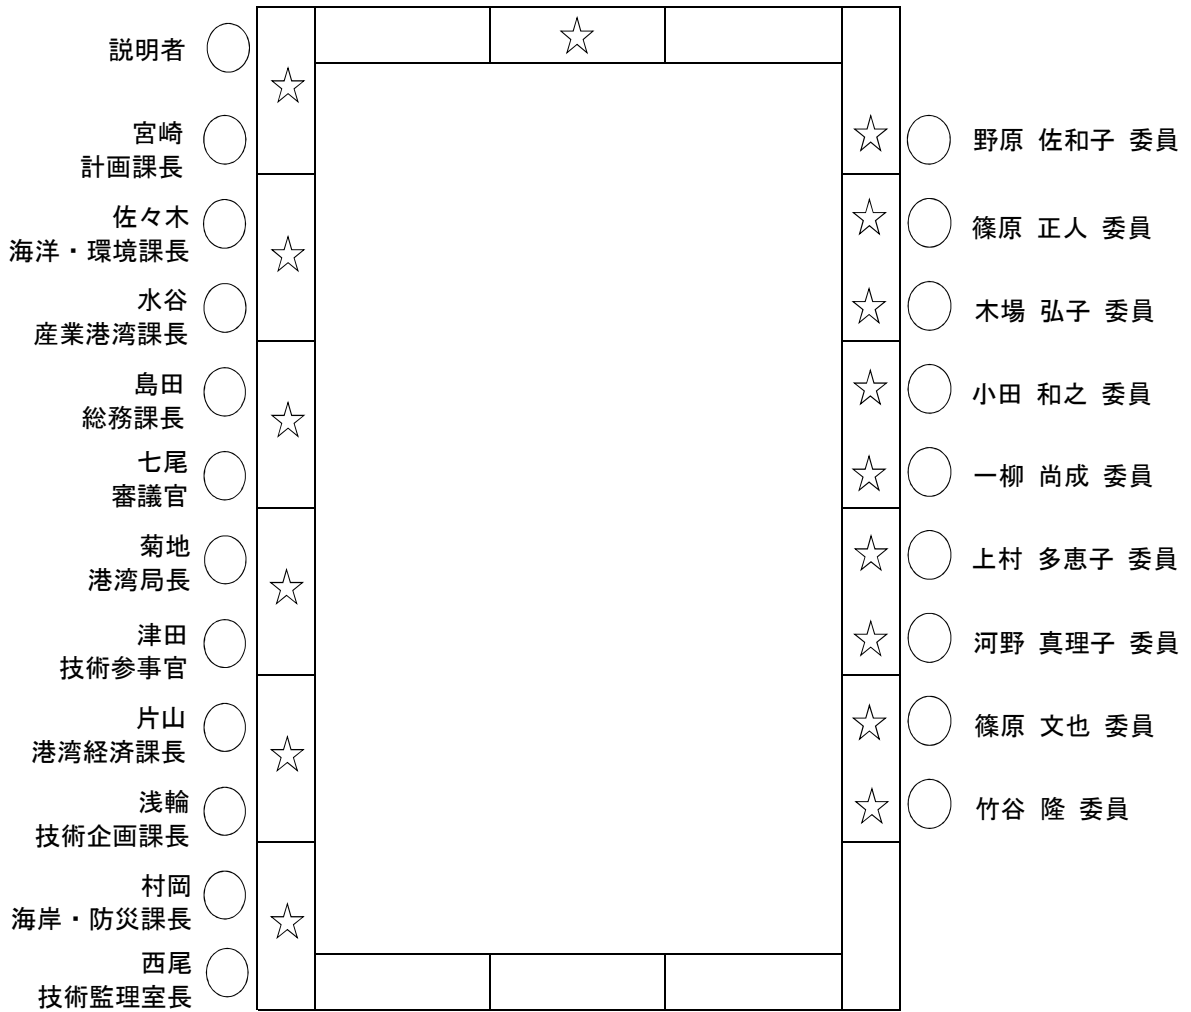 説明者
宮崎
計画課長
佐々木
海洋・環境課長
水谷
産業港湾課長
島田
総務課長
七尾
審議官
菊地
港湾局長
津田
技術参事官
片山
港湾経済課長
浅輪
技術企画課長
村岡
海岸・防災課長
西尾
技術監理室長
野原 佐和子 委員
篠原 正人 委員
木場 弘子 委員
小田 和之 委員
一柳 尚成 委員
上村 多恵子 委員
河野 真理子 委員
篠原 文也 委員
竹谷 隆 委員